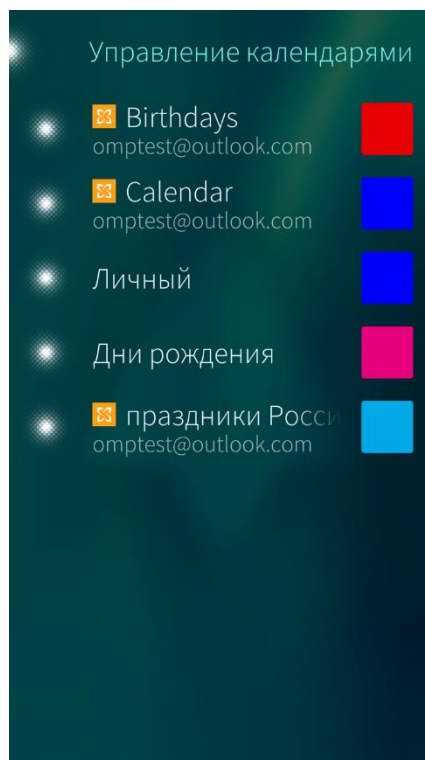 Управление календарями
Birthdays
omptest@outlook.com
Calendar
omptest@outlook.com
Личный
Дни рождения
праздники Росси
omptest@outlook.com